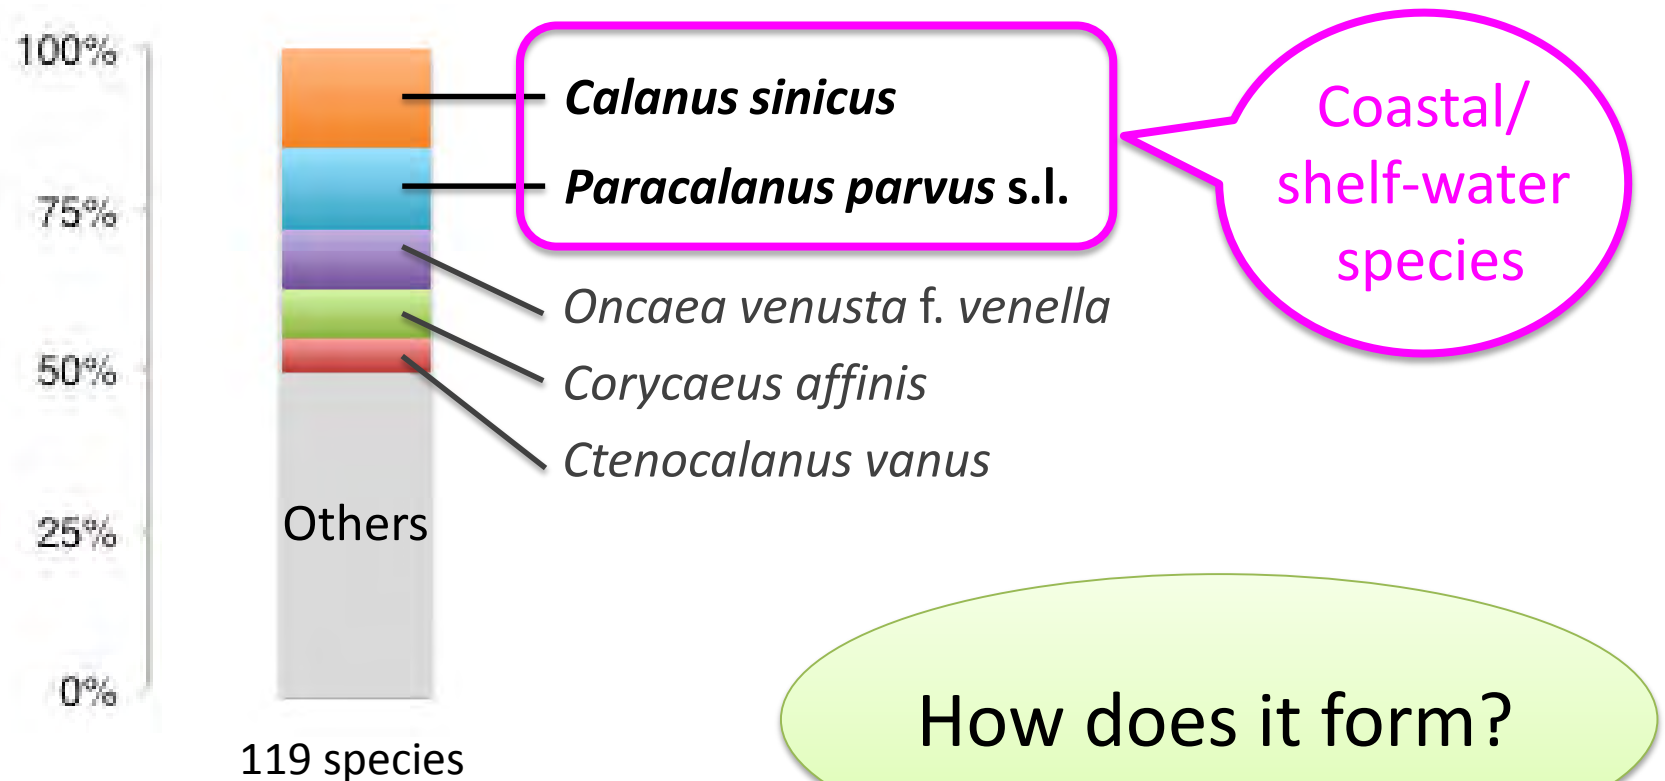 100%
75%
50%
25%
0%
Calanus sinicus
Paracalanus parvus s.l.
Oncaea venusta f. venella
Corycaeus affinis
Ctenocalanus vanus
Others
119 species
Coastal/
shelf-water
species
How does it form?